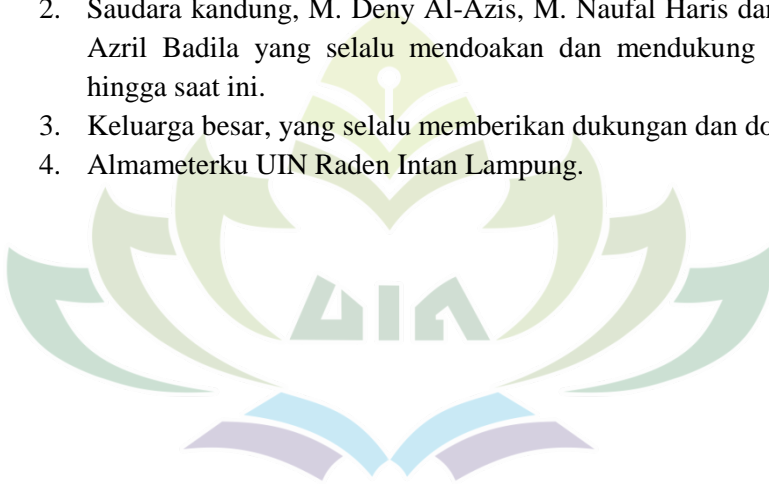 2. Saudara kandung, M. Deny Al-Azis, M. Naufal Haris dan
Azril Badila yang selalu mendoakan dan mendukung
hingga saat ini.
3. Keluarga besar, yang selalu memberikan dukungan dan
4. Almameterku UIN Raden Intan Lampung.
UIN